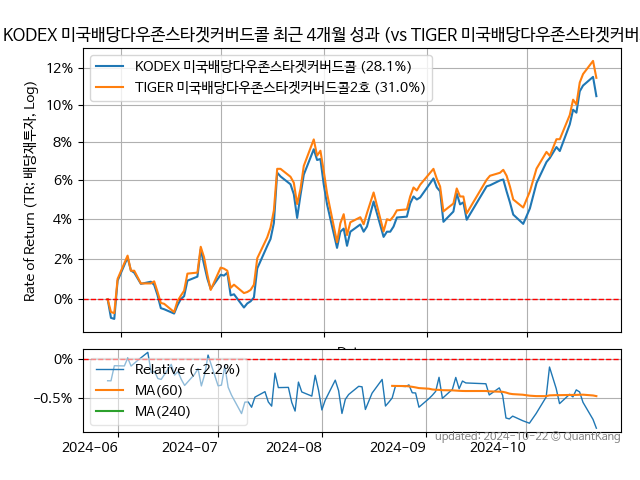 KODEX 미국배당다우존스타겟커버드콜 최근 4개월 성과 (vs TIGER 미국배당다우존스타겟커버
KODEX 미국배당다우존스타겟커버드콜 (28.1%)
TIGER 미국배당다우존스타겟커버드콜2호 (31.0%)
Rate of Return (TR: 배당재투자, Log)
12%
10%
8%
6%
4%
2%
0%
0%
−0.5%
Relative (−2.2%)
MA(60)
MA(240)
2024-06
2024-07
2024-08
2024-09
2024-10
updated: 2024-10-22 © QuantKang